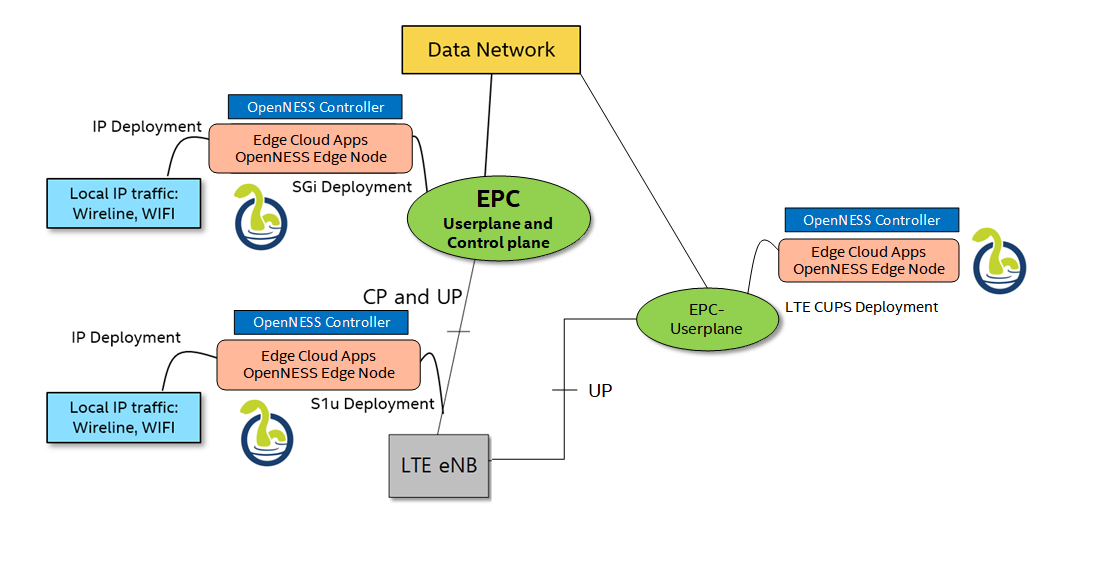 Data Network
OpenNESS Controller
IP Deployment
Edge Cloud Apps
OpenNESS Edge Node
SGi Deployment
Local IP traffic:
Wireline, WIFI
EPC
Userplane and
Control plane
OpenNESS Controller
Edge Cloud Apps
OpenNESS Edge Node
LTE CUPS Deployment
EPC-
Userplane
CP and UP
OpenNESS Controller
IP Deployment
Edge Cloud Apps
OpenNESS Edge Node
S1u Deployment
Local IP traffic:
Wireline, WIFI
UP
LTE eNB